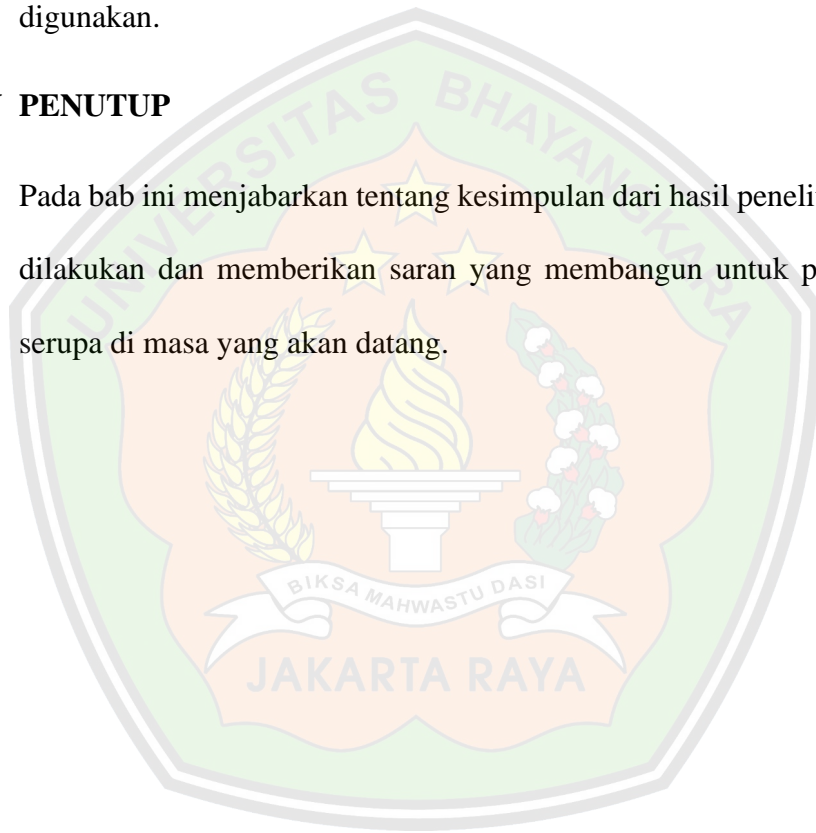 digunakan.
PENUTUP
Pada bab ini menjabarkan tentang kesimpulan dari hasil
dilakukan dan memberikan saran yang membangun untuk
serupa di masa yang akan datang.
UNIVERSITAS BHAYANGKARA
BIKSA MAHWASTU DASI
JAKARTA RAYA